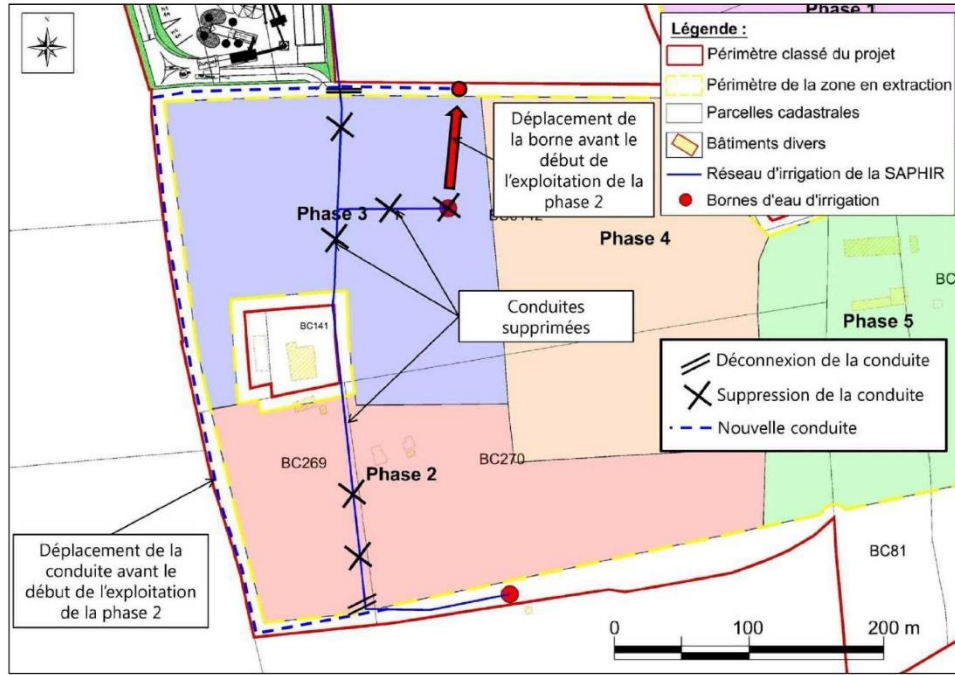 N
Phase 1
Légende :
Périmètre classé du projet
Périmètre de la zone en extraction
Parcelles cadastrales
Bâtiments divers
Réseau d'irrigation de la SAPHIR
Bornes d'eau d'irrigation
Déplacement de
la borne avant le
début de
l'exploitation de la
phase 2
Phase 3
Phase 4
Conduites
supprimées
BC141
BC
Phase 5
Déconnexion de la conduite
Suppression de la conduite
Nouvelle conduite
BC269
Phase 2
BC270
Déplacement de la
conduite avant le
début de l'exploitation
de la phase 2
BC81
0 100 200 m